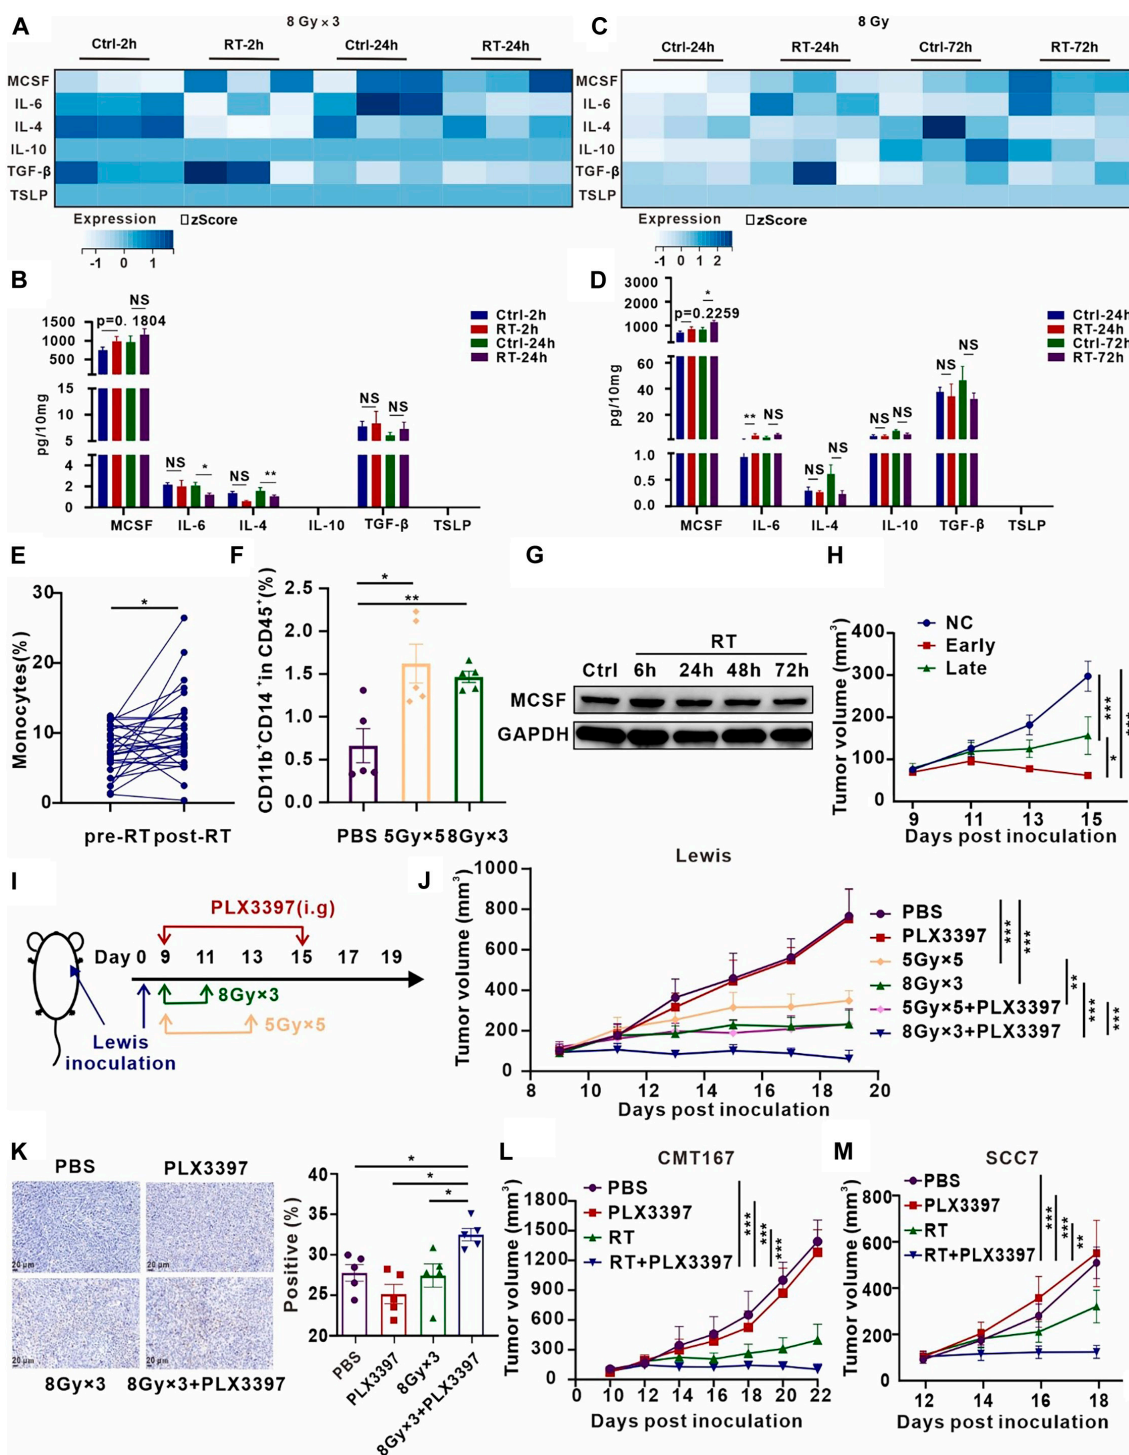 A
8 Gy × 3
Ctrl-2h RT-2h Ctrl-24h RT-24h
MCSF
IL-6
IL-4
IL-10
TGF-β
TSLP
Expression zScore
-1 0 1
C
8 Gy
Ctrl-24h RT-24h Ctrl-72h RT-72h
MCSF
IL-6
IL-4
IL-10
TGF-β
TSLP
Expression zScore
-1 0 1 2
B
NS
p=0.1804
1500
1000
500
15
10
5
4
2
0
pg/10mg
NS * NS ** NS NS
MCSF IL-6 IL-4 IL-10 TGF-β TSLP
Ctrl-2h
RT-2h
Ctrl-24h
RT-24h
D
*
p=0.2259
3000
2000
1000
60
40
20
1.0
0.5
0.0
pg/10mg
** NS NS NS NS NS NS NS
MCSF IL-6 IL-4 IL-10 TGF-β TSLP
Ctrl-24h
RT-24h
Ctrl-72h
RT-72h
E
30
20
10
0
Monocytes(%)
*
pre-RT post-RT
F
2.5
2.0
1.5
1.0
0.5
0.0
CD11b⁺CD14⁺in CD45⁺(%)
*
**
PBS 5Gy×5 8Gy×3
G
RT
Ctrl 6h 24h 48h 72h
MCSF
GAPDH
H
NC
Early
Late
400
300
200
100
0
Tumor volume (mm³)
*** *** *
9 11 13 15
Days post inoculation
I
PLX3397(i.g)
Day 0 9 11 13 15 17 19
8Gy×3
5Gy×5
Lewis
inoculation
J
Lewis
1000
800
600
400
200
0
Tumor volume (mm³)
8 10 12 14 16 18 20
Days post inoculation
PBS
PLX3397
5Gy×5
8Gy×3
5Gy×5+PLX3397
8Gy×3+PLX3397
*** *** ** *** ***
K
PBS PLX3397
20 μm 20 μm
20 μm 20 μm
8Gy×3 8Gy×3+PLX3397
40
35
30
25
20
Positive (%)
*
*
*
PBS
PLX3397
8Gy×3
8Gy×3+PLX3397
L
CMT167
PBS
PLX3397
RT
RT+PLX3397
*** *** ***
1800
1500
1200
900
600
300
0
Tumor volume (mm³)
10 12 14 16 18 20 22
Days post inoculation
M
SCC7
PBS
PLX3397
RT
RT+PLX3397
*** *** **
800
600
400
200
0
Tumor volume (mm³)
12 14 16 18
Days post inoculation